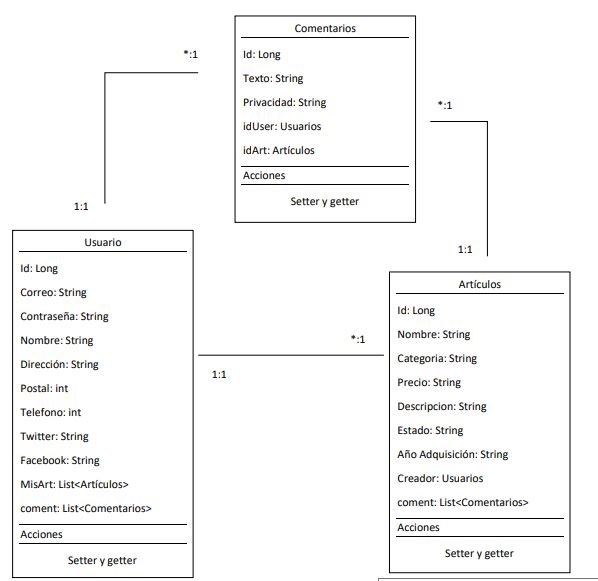 Comentarios
Id: Long
Texto: String
Privacidad: String
idUser: Usuarios
idArt: Artículos
Acciones
Setter y getter
*:1
1:1
*:1
1:1
Usuario
Id: Long
Correo: String
Contraseña: String
Nombre: String
Dirección: String
Postal: int
Telefono: int
Twitter: String
Facebook: String
MisArt: List<Artículos>
coment: List<Comentarios>
Acciones
Setter y getter
*:1
1:1
Artículos
Id: Long
Nombre: String
Categoria: String
Precio: String
Descripcion: String
Estado: String
Año Adquisición: String
Creador: Usuarios
coment: List<Comentarios>
Acciones
Setter y getter